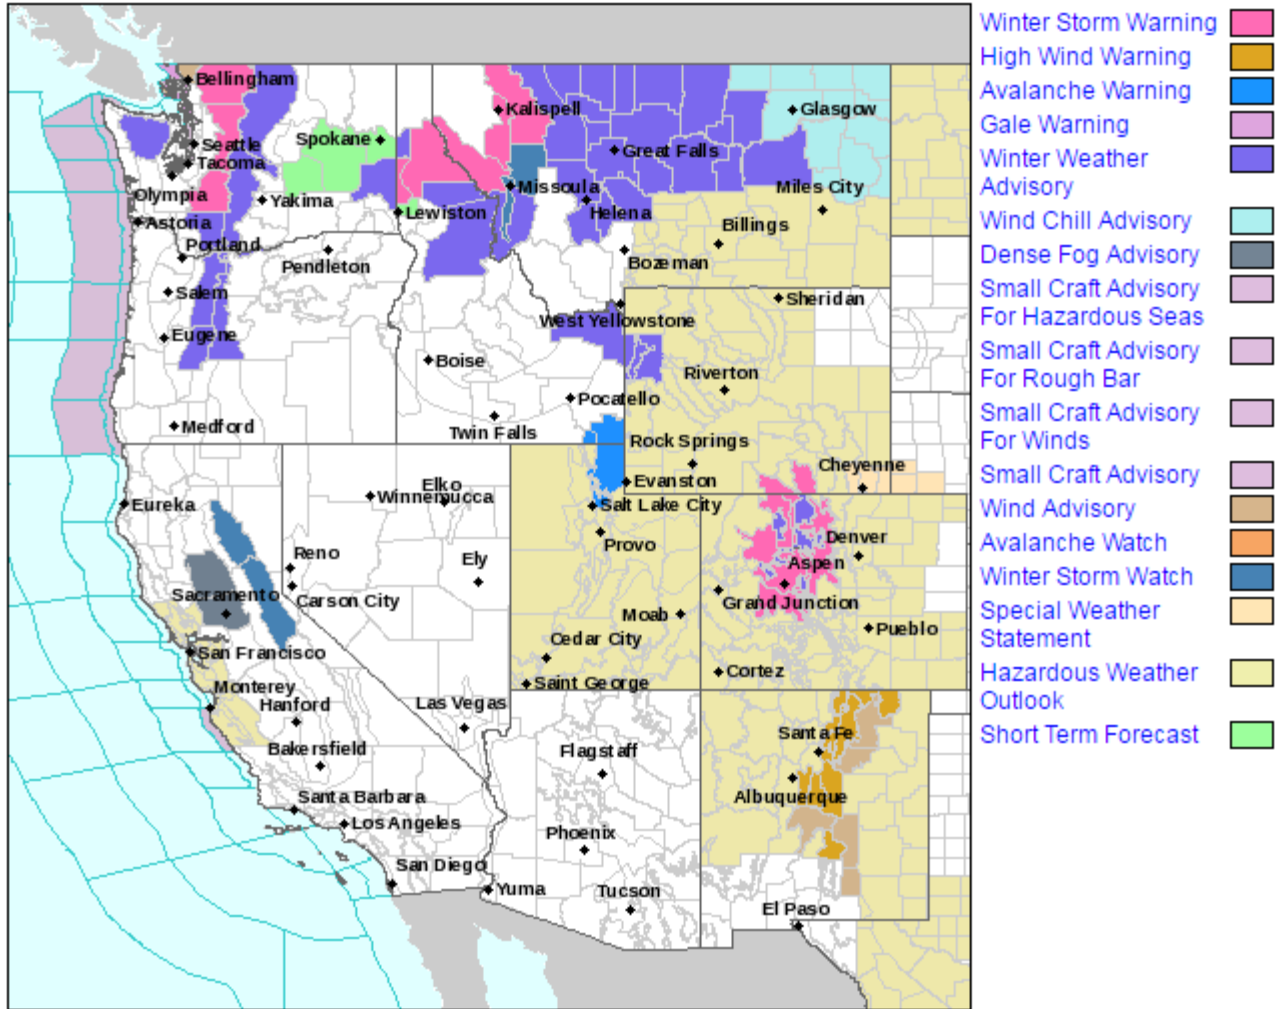 Winter Storm Warning
High Wind Warning
Avalanche Warning
Gale Warning
Winter Weather
Advisory
Wind Chill Advisory
Dense Fog Advisory
Small Craft Advisory
For Hazardous Seas
Small Craft Advisory
For Rough Bar
Small Craft Advisory
For Winds
Small Craft Advisory
Wind Advisory
Avalanche Watch
Winter Storm Watch
Special Weather
Statement
Hazardous Weather
Outlook
Short Term Forecast
Bellingham
Kalispell
Glasgow
Seattle
Spokane
Great Falls
Tacoma
Olympia
Yakima
Missoula
Miles City
Astoria
Lewiston
Helena
Billings
Portland
Pendleton
Bozeman
Salem
Sheridan
Eugene
West Yellowstone
Boise
Riverton
Pocatello
Medford
Twin Falls
Rock Springs
Cheyenne
Elko
Winnemucca
Evanston
Eureka
Salt Lake City
Provo
Denver
Reno
Ely
Aspen
Sacramento
Carson City
Grand Junction
Moab
Pueblo
Cedar City
San Francisco
Cortez
Saint George
Monterey
Hanford
Las Vegas
Santa Fe
Bakersfield
Flagstaff
Santa Barbara
Albuquerque
Los Angeles
Phoenix
San Diego
Yuma
Tucson
El Paso